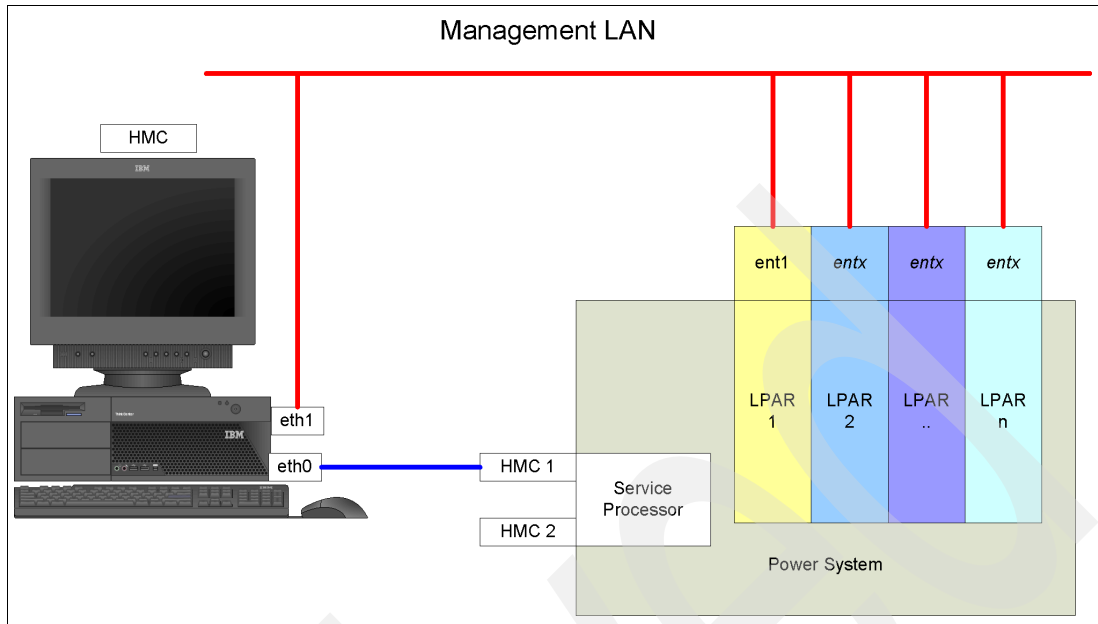 Management LAN
HMC
IBM
IBM
eth1
eth0
HMC 1
HMC 2
Service
Processor
ent1
entx
entx
entx
LPAR
1
LPAR
2
LPAR
..
LPAR
n
Power System